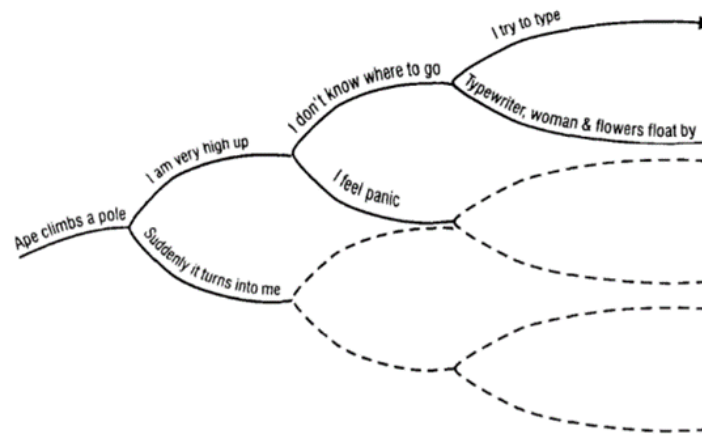 I try to type
I don't know where to go
Typewriter, woman & flowers float by
I am very high up
I feel panic
Ape climbs a pole
Suddenly it turns into me